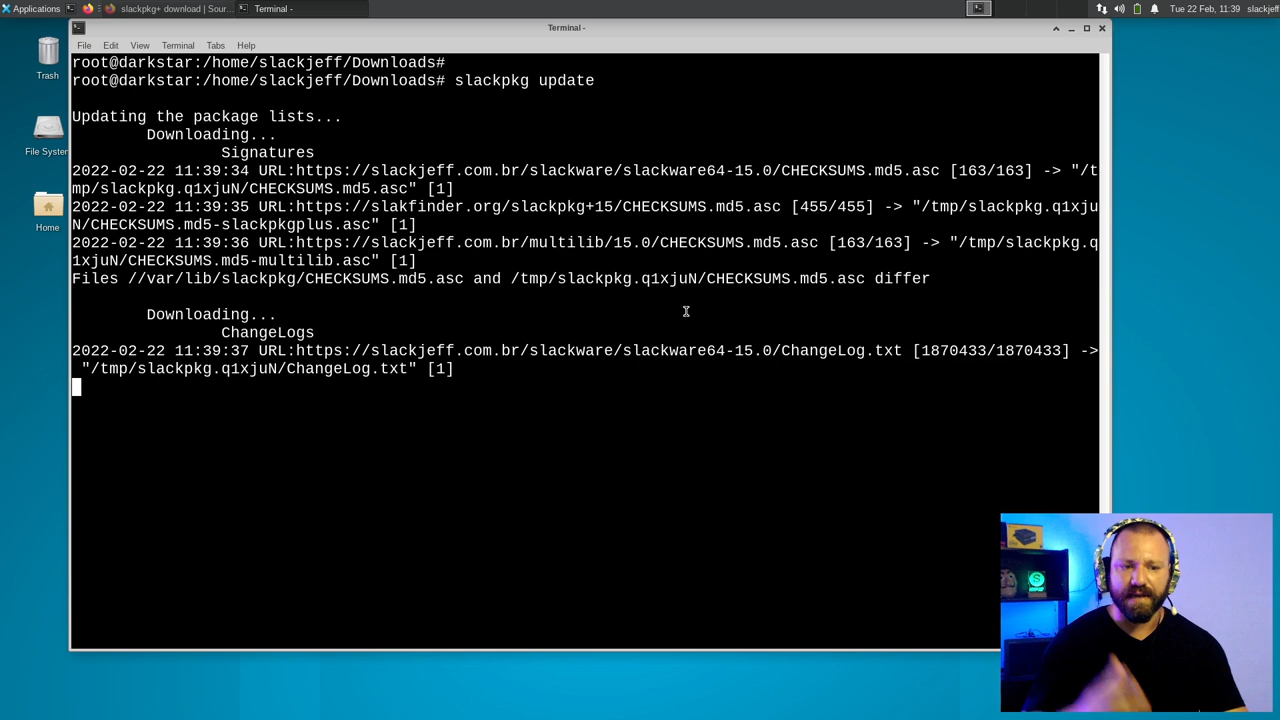 Applications
slackpkg+ download | Sour...
Terminal -
Tue 22 Feb, 11:39
slackjeff
Terminal -
File Edit View Terminal Tabs Help
Trash
File System
Home
root@darkstar:/home/slackjeff/Downloads#
root@darkstar:/home/slackjeff/Downloads# slackpkg update
Updating the package lists...
Downloading...
Signatures
2022-02-22 11:39:34 URL:https://slackjeff.com.br/slackware/slackware64-15.0/CHECKSUMS.md5.asc [163/163] -> "/t
mp/slackpkg.q1xjuN/CHECKSUMS.md5.asc" [1]
2022-02-22 11:39:35 URL:https://slakfinder.org/slackpkg+15/CHECKSUMS.md5.asc [455/455] -> "/tmp/slackpkg.q1xju
N/CHECKSUMS.md5-slackpkgplus.asc" [1]
2022-02-22 11:39:36 URL:https://slackjeff.com.br/multilib/15.0/CHECKSUMS.md5.asc [163/163] -> "/tmp/slackpkg.q
1xjuN/CHECKSUMS.md5-multilib.asc" [1]
Files //var/lib/slackpkg/CHECKSUMS.md5.asc and /tmp/slackpkg.q1xjuN/CHECKSUMS.md5.asc differ
Downloading...
ChangeLogs
2022-02-22 11:39:37 URL:https://slackjeff.com.br/slackware/slackware64-15.0/ChangeLog.txt [1870433/1870433] ->
"/tmp/slackpkg.q1xjuN/ChangeLog.txt" [1]
S